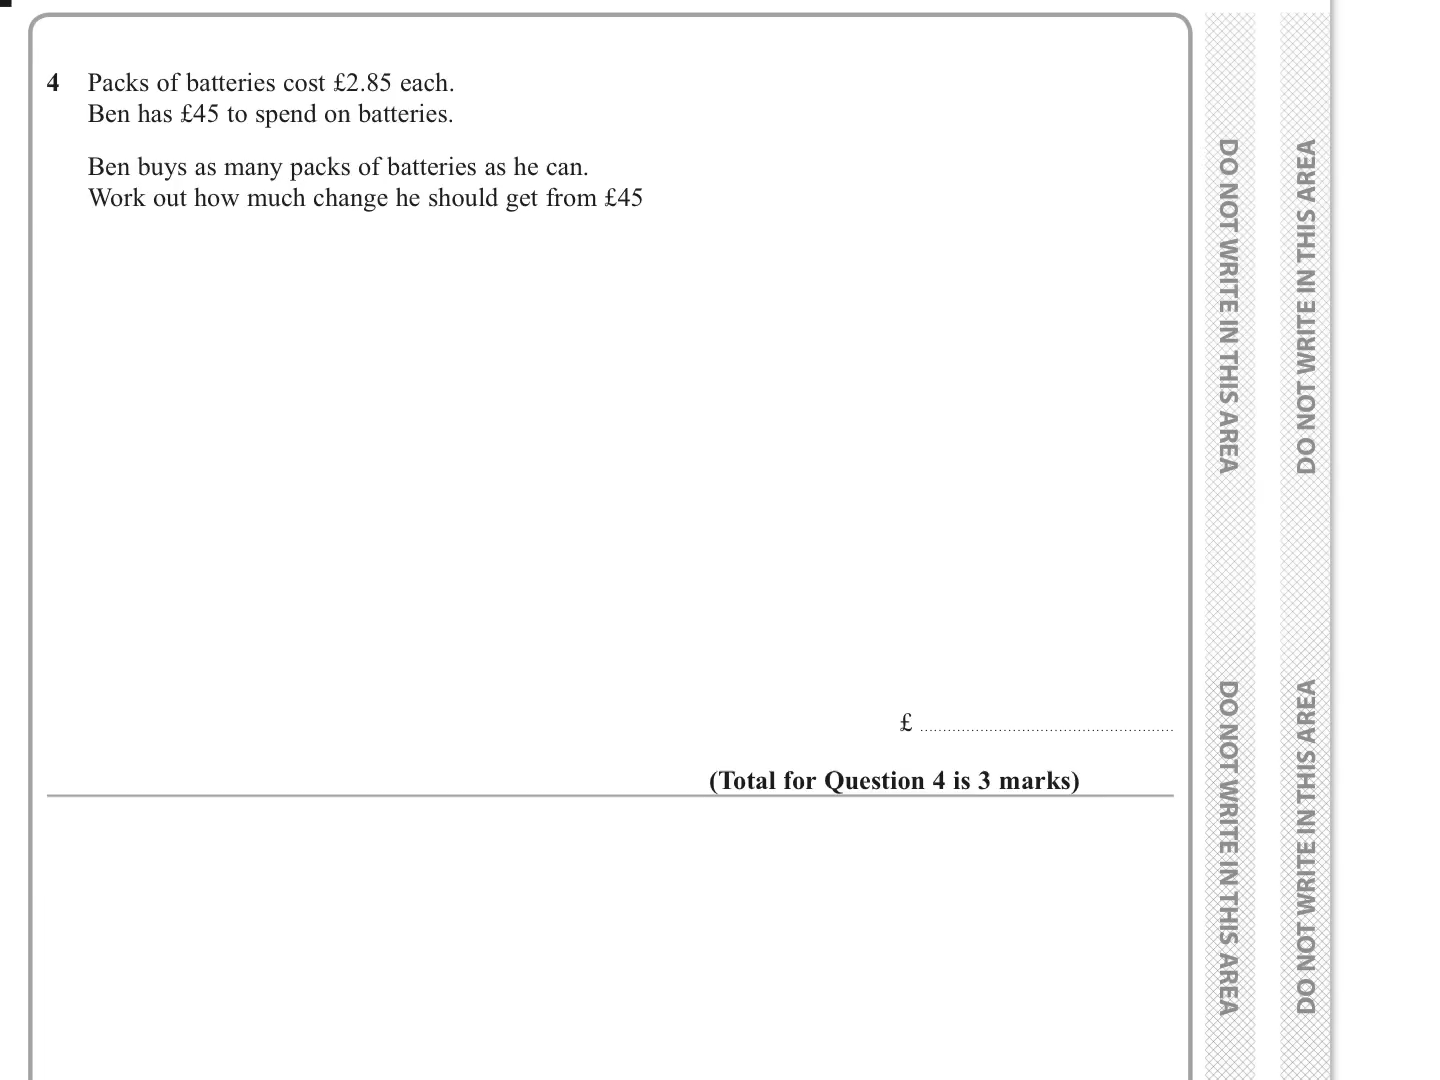 4 Packs of batteries cost £2.85 each.
Ben has £45 to spend on batteries.
Ben buys as many packs of batteries as he can.
Work out how much change he should get from £45
£ ........................................................
(Total for Question 4 is 3 marks)
DO NOT WRITE IN THIS AREA
DO NOT WRITE IN THIS AREA
DO NOT WRITE IN THIS AREA
DO NOT WRITE IN THIS AREA